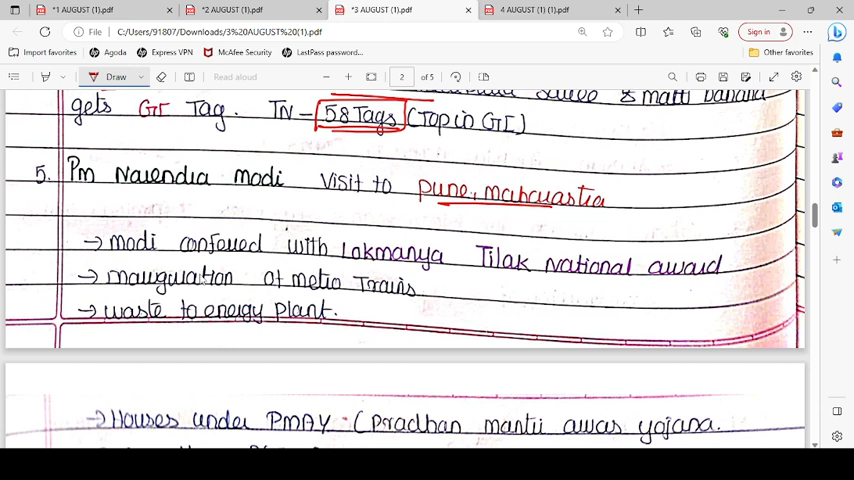 *1 AUGUST (1).pdf
*2 AUGUST (1).pdf
*3 AUGUST (1).pdf
4 AUGUST (1) (1).pdf
File
C:/Users/91807/Downloads/3%20AUGUST%20(1).pdf
Sign in
Import favorites
Agoda
Express VPN
McAfee Security
LastPass password...
Other favorites
Draw
Read aloud
2
of 5
& matti banana
gets GI Tag. TN - 58 Tags (Top in GI)
5. Pm Narendra modi visit to pune, maharastra
→ modi conferred with Lokmanya Tilak National award
→ inauguration of metro Trains
→ waste to energy plant.
→ Houses under PMAY - (pradhan mantri awas yojana.